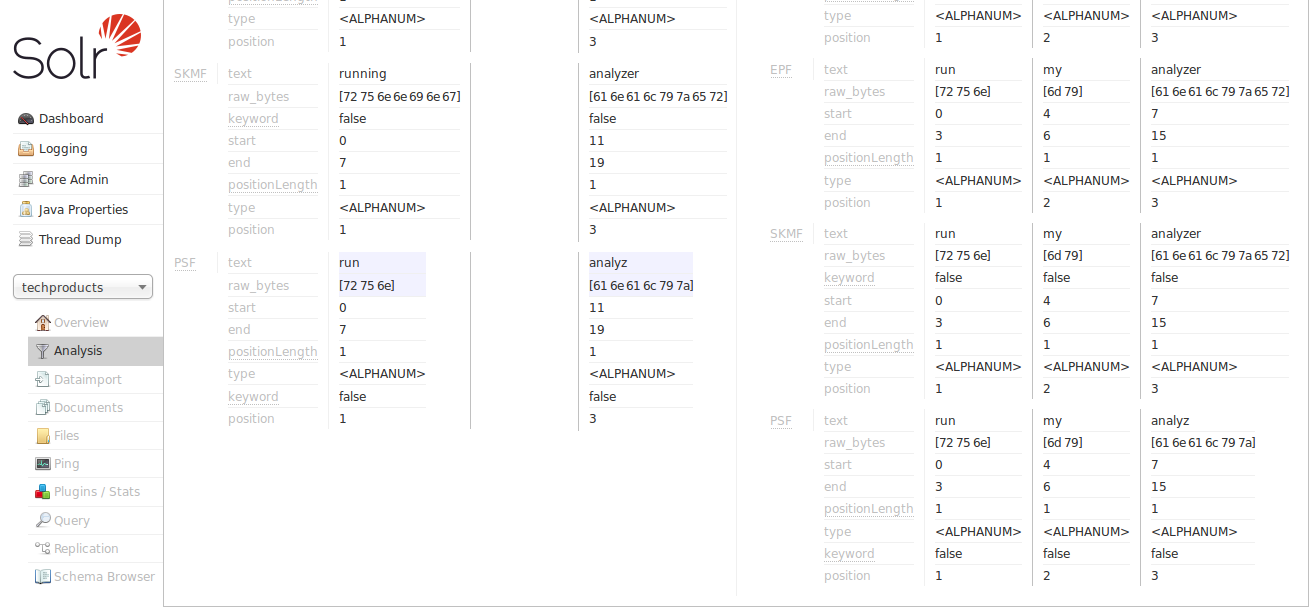 Solr
Dashboard
Logging
Core Admin
Java Properties
Thread Dump
techproducts
Overview
Analysis
Dataimport
Documents
Files
Ping
Plugins / Stats
Query
Replication
Schema Browser
type <ALPHANUM> <ALPHANUM>
position 1 3
SKMF text running analyzer
raw_bytes [72 75 6e 6e 69 6e 67] [61 6e 61 6c 79 7a 65 72]
keyword false false
start 0 11
end 7 19
positionLength 1 1
type <ALPHANUM> <ALPHANUM>
position 1 3
PSF text run analyz
raw_bytes [72 75 6e] [61 6e 61 6c 79 7a]
start 0 11
end 7 19
positionLength 1 1
type <ALPHANUM> <ALPHANUM>
keyword false false
position 1 3
type <ALPHANUM> <ALPHANUM> <ALPHANUM>
position 1 2 3
EPF text run my analyzer
raw_bytes [72 75 6e] [6d 79] [61 6e 61 6c 79 7a 65 72]
start 0 4 7
end 3 6 15
positionLength 1 1 1
type <ALPHANUM> <ALPHANUM> <ALPHANUM>
position 1 2 3
SKMF text run my analyzer
raw_bytes [72 75 6e] [6d 79] [61 6e 61 6c 79 7a 65 72]
keyword false false false
start 0 4 7
end 3 6 15
positionLength 1 1 1
type <ALPHANUM> <ALPHANUM> <ALPHANUM>
position 1 2 3
PSF text run my analyz
raw_bytes [72 75 6e] [6d 79] [61 6e 61 6c 79 7a]
start 0 4 7
end 3 6 15
positionLength 1 1 1
type <ALPHANUM> <ALPHANUM> <ALPHANUM>
keyword false false false
position 1 2 3